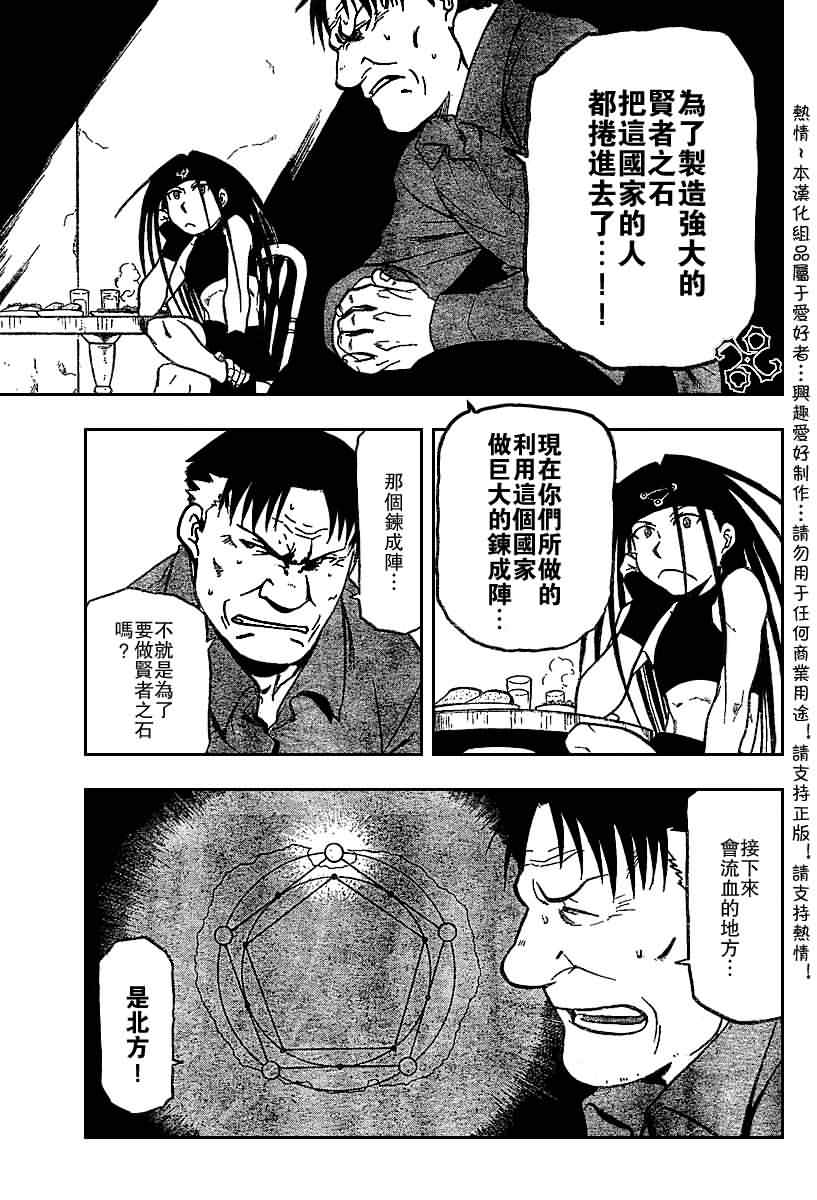 為了製造強大的
賢者之石
把這國家的人
都捲進去了…！！
現在你們所做的
利用這個國家
做巨大的鍊成陣…
那個鍊成陣…
不就是為了
要做賢者之石
嗎？
接下來
會流血的地方…
是北方！
熱情～本漢化組品屬于愛好者…興趣愛好制作…請勿用于任何商業用途！請支持正版！請支持熱情！